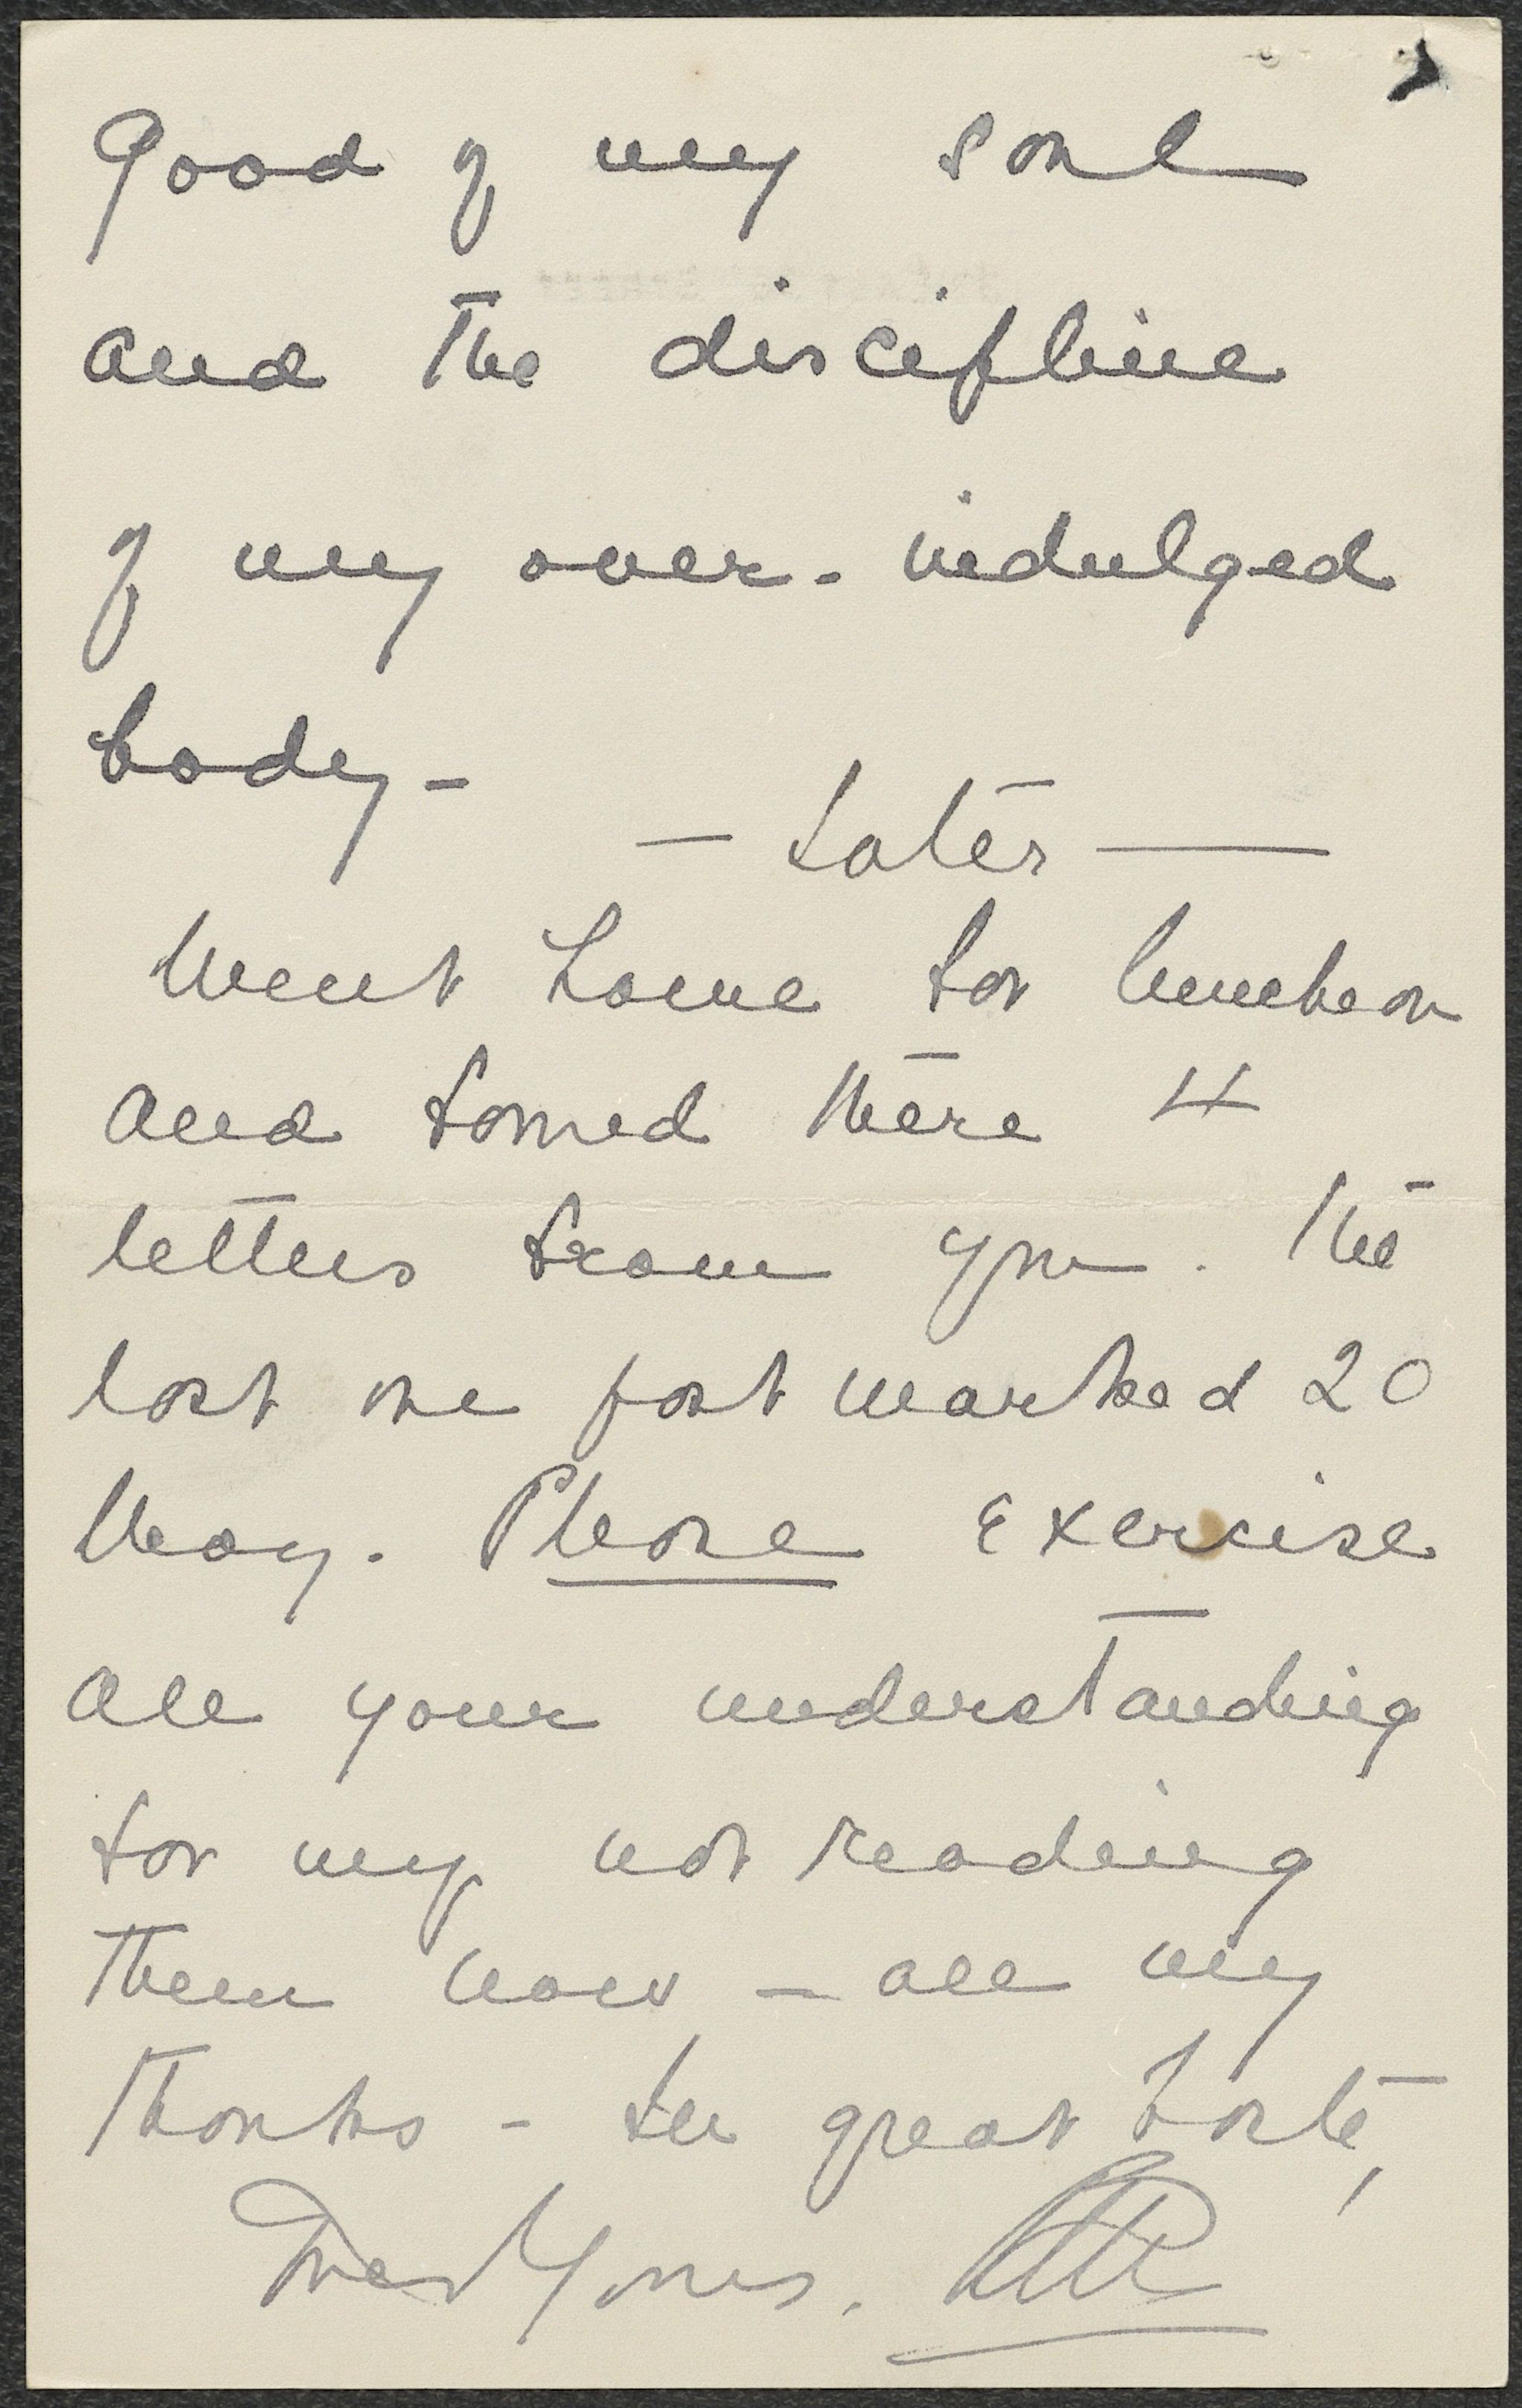 good of my soul
and the discipline
of my over-indulged
body -
— Later —
Went home for luncheon
and found there 4
letters from you. The
last one post marked 20
May. Please exercise
all your understanding
for my not reading
them now - all my
thanks - In great haste,
Ever Yours.